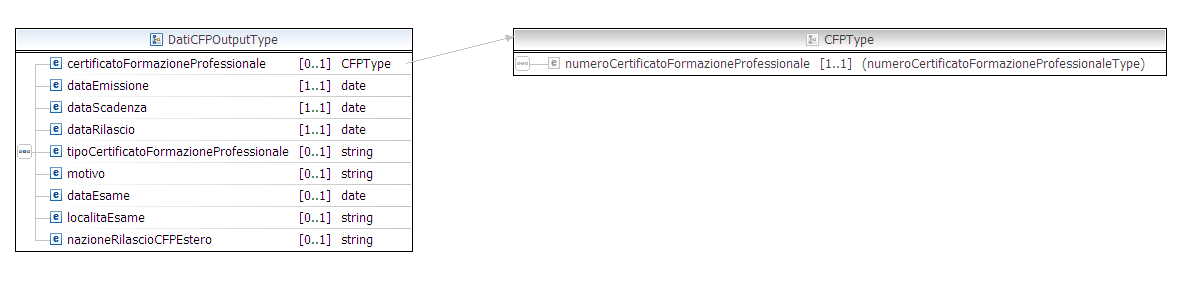 DatiCFPOutputType
certificatoFormazioneProfessionale [0..1] CFPType
dataEmissione [1..1] date
dataScadenza [1..1] date
dataRilascio [1..1] date
tipoCertificatoFormazioneProfessionale [0..1] string
motivo [0..1] string
dataEsame [0..1] date
localitaEsame [0..1] string
nazioneRilascioCFPEstero [0..1] string
CFPType
numeroCertificatoFormazioneProfessionale [1..1] (numeroCertificatoFormazioneProfessionaleType)